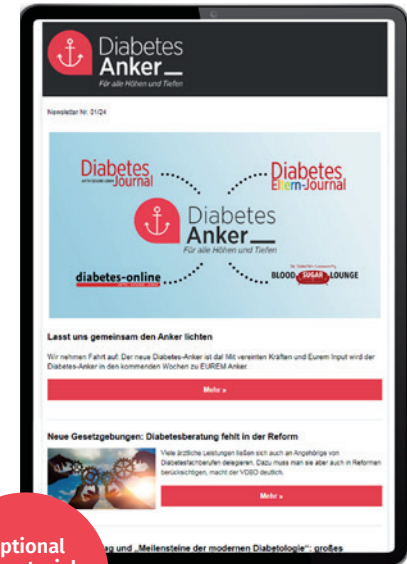 Diabetes
Anker
Für alle Höhen und Tiefen
Newsletter Nr. 01/24
Diabetes
Journal
Diabetes
Eltern-Journal
Diabetes
Anker
Für alle Höhen und Tiefen
diabetes-online
BLOOD SUGAR LOUNGE
Lasst uns gemeinsam den Anker lichten
Wir nehmen Fahrt auf: Der neue Diabetes-Anker ist da! Mit vereinten Kräften und Eurem Input wird der
Diabetes-Anker in den kommenden Wochen zu EUREM Anker.
Mehr »
Neue Gesetzgebungen: Diabetesberatung fehlt in der Reform
Viele ärztliche Leistungen ließen sich auch an Angehörige von
Diabetesfachberufen delegieren. Dazu muss man sie aber auch in Reformen
berücksichtigen, macht der VDBD deutlich.
Mehr »
ag und „Meilensteine der modernen Diabetologie“: großes
ptional